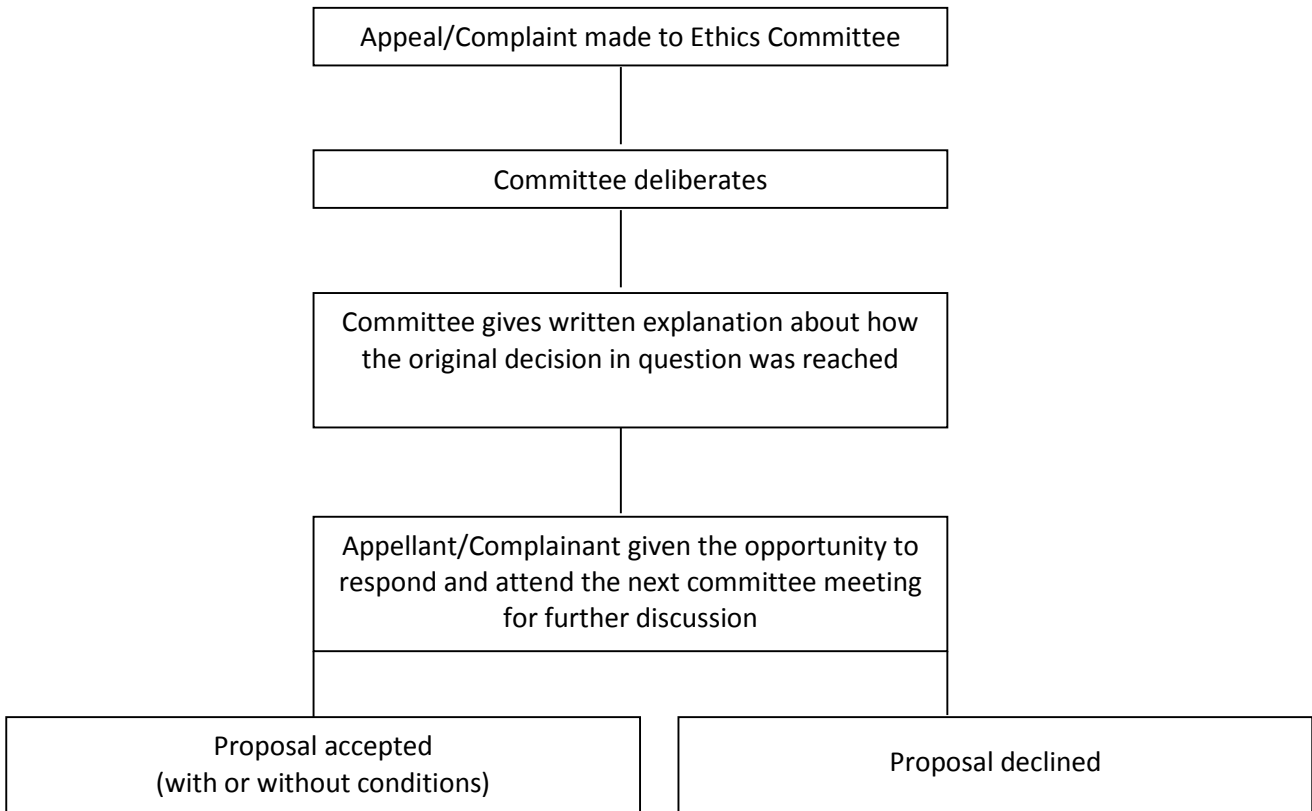 Appeal/Complaint made to Ethics Committee
Committee deliberates
Committee gives written explanation about how
the original decision in question was reached
Appellant/Complainant given the opportunity to
respond and attend the next committee meeting
for further discussion
Proposal accepted
(with or without conditions)
Proposal declined